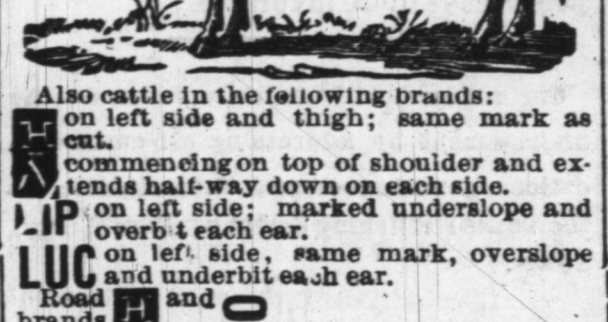 Also cattle in the following brands:
H on left side and thigh; same mark as
cut.
commencing on top of shoulder and ex-
tends half-way down on each side.
LIP on left side; marked underslope and
overbit each ear.
LUC on left side, same mark, overslope
and underbit each ear.
Road H and O
brands